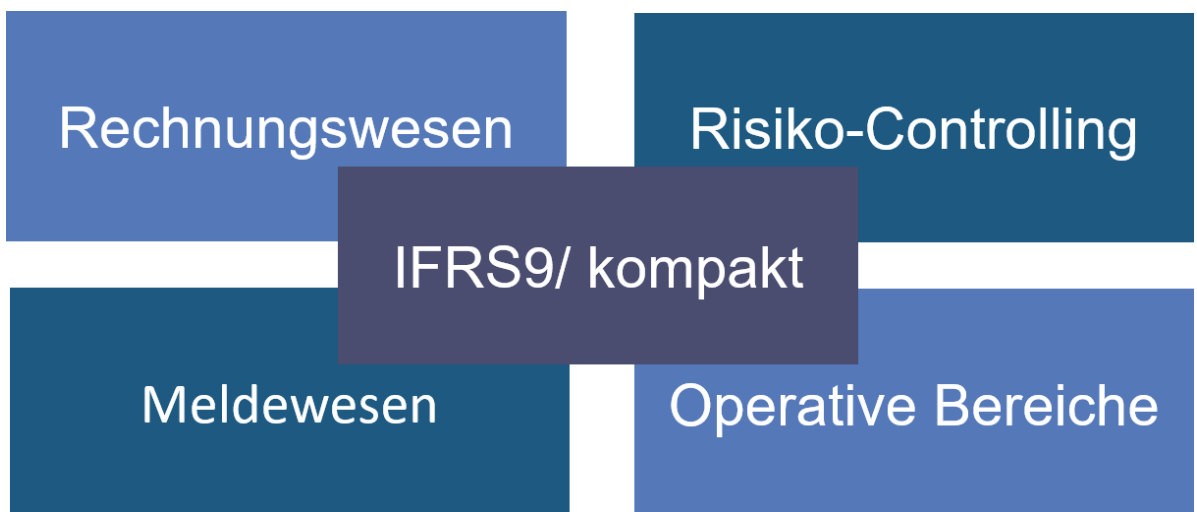 Rechnungswesen
Risiko-Controlling
IFRS9/ kompakt
Meldewesen
Operative Bereiche